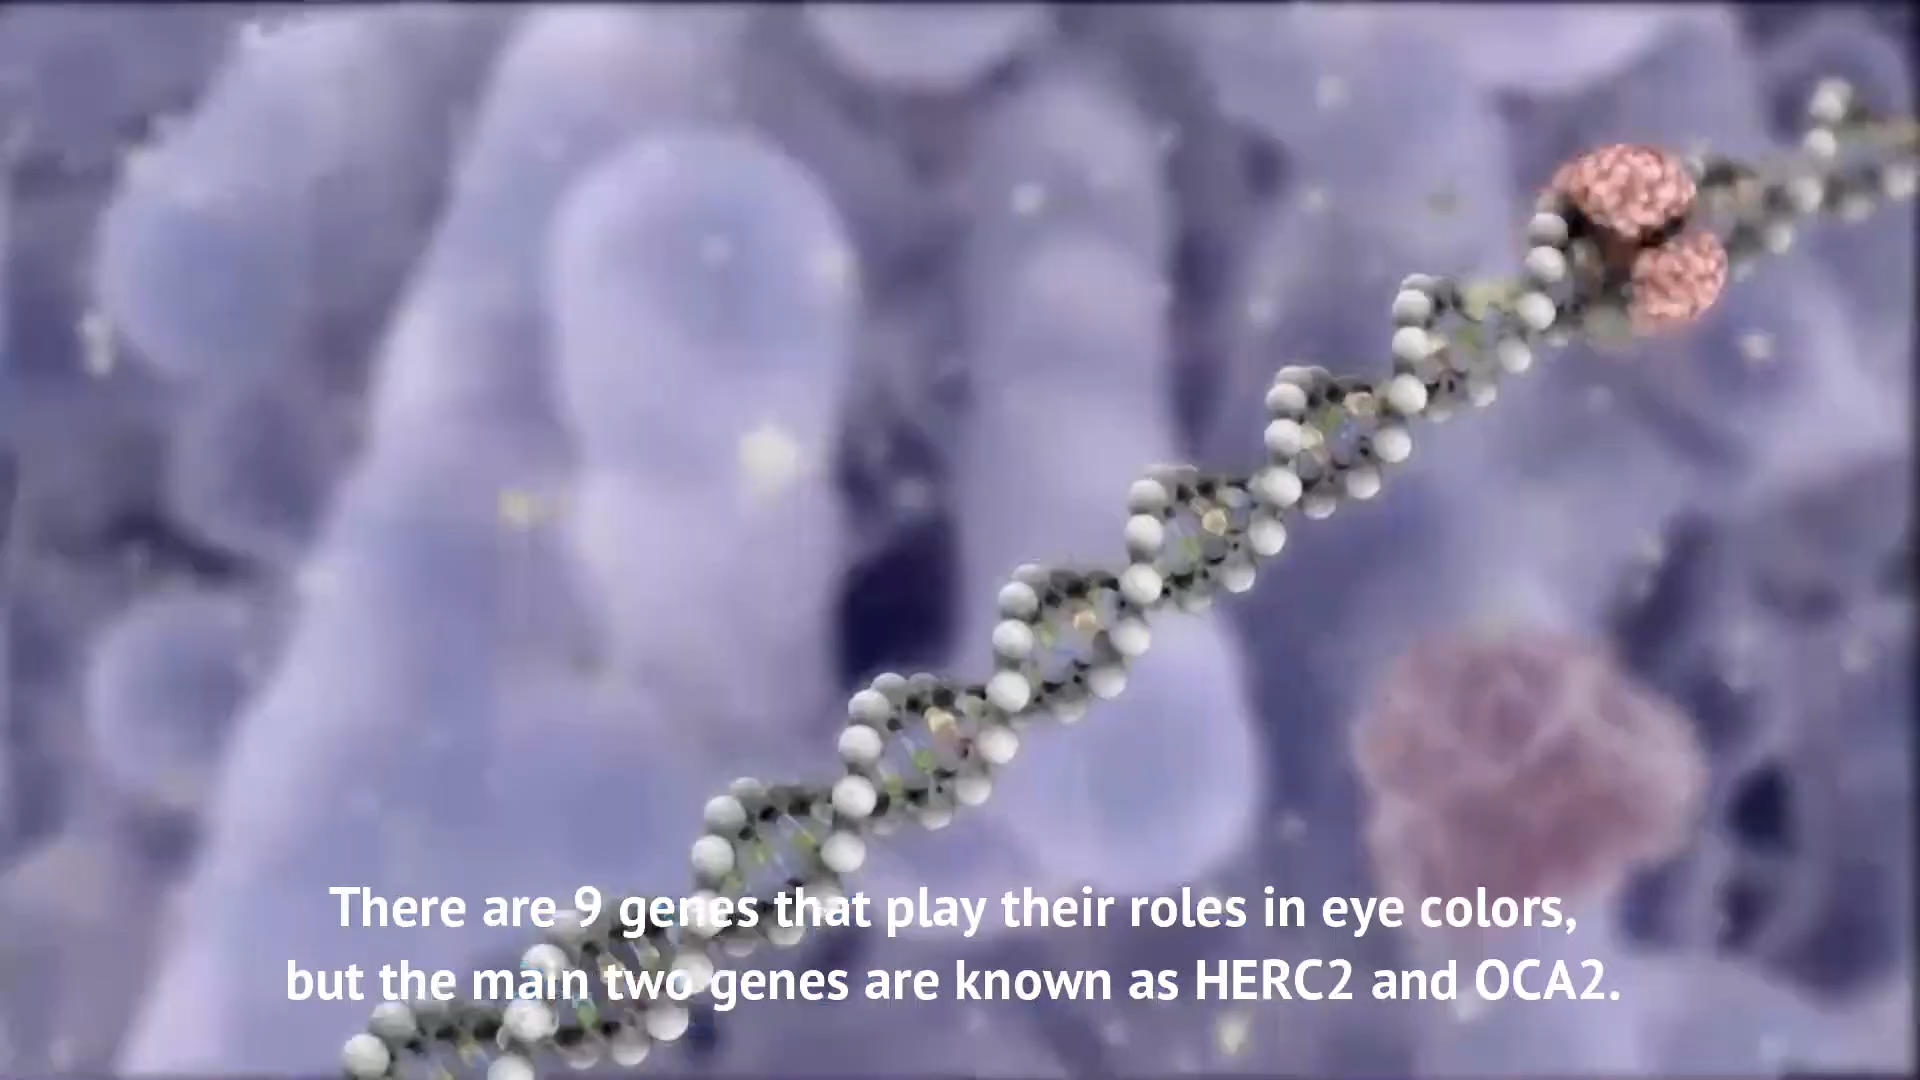 There are 9 genes that play their roles in eye colors,
but the main two genes are known as HERC2 and OCA2.